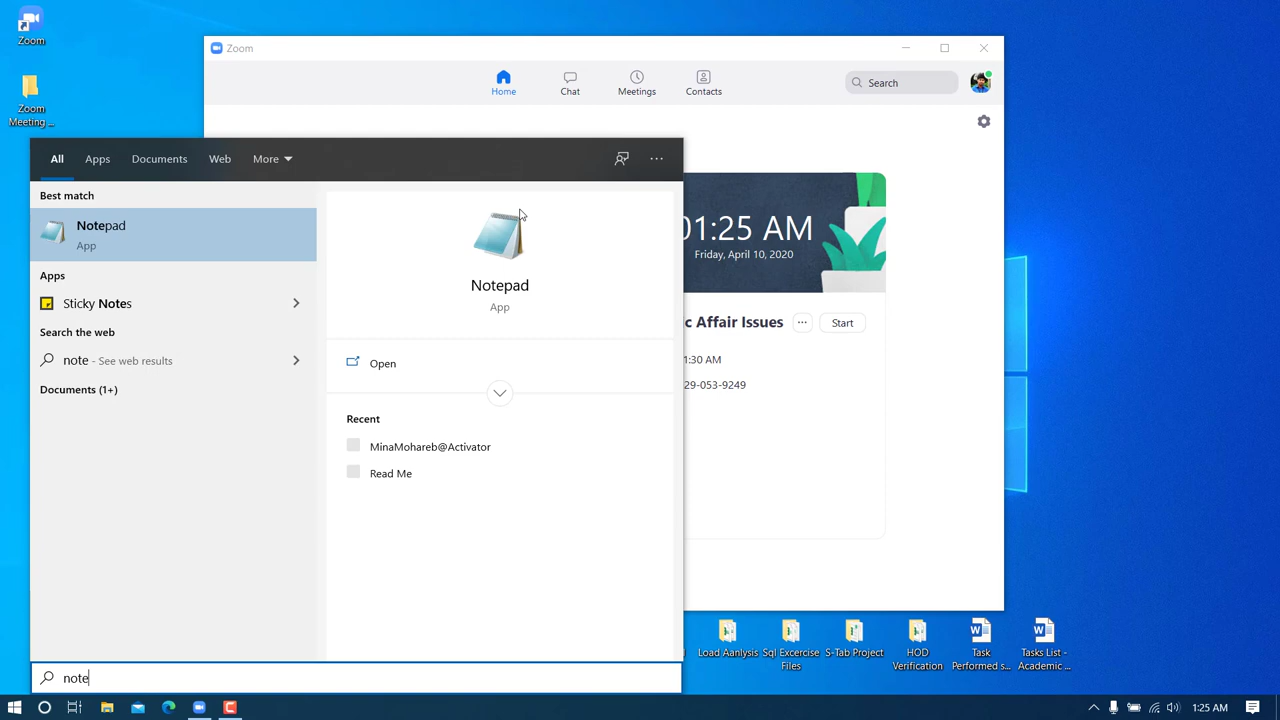 Zoom
Zoom
Meeting ...
Zoom
Home
Chat
Meetings
Contacts
Search
All
Apps
Documents
Web
More
Best match
Notepad
App
Apps
Sticky Notes
Search the web
note - See web results
Documents (1+)
Notepad
App
Open
Recent
MinaMohareb@Activator
Read Me
01:25 AM
Friday, April 10, 2020
c Affair Issues
...
Start
1:30 AM
29-053-9249
Load Aanlysis
Sql Excercise
Files
S-Tab Project
HOD
Verification
Task
Performed s...
Tasks List -
Academic ...
note
1:25 AM